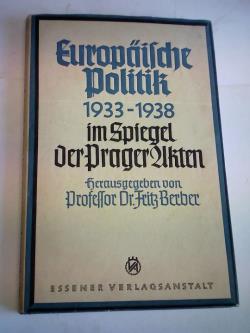 Europäische
Politik
1933-1938
im Spiegel
der Prager Akten
Herausgegeben von
Professor Dr. Fritz Berber
ESSENER VERLAGSANSTALT